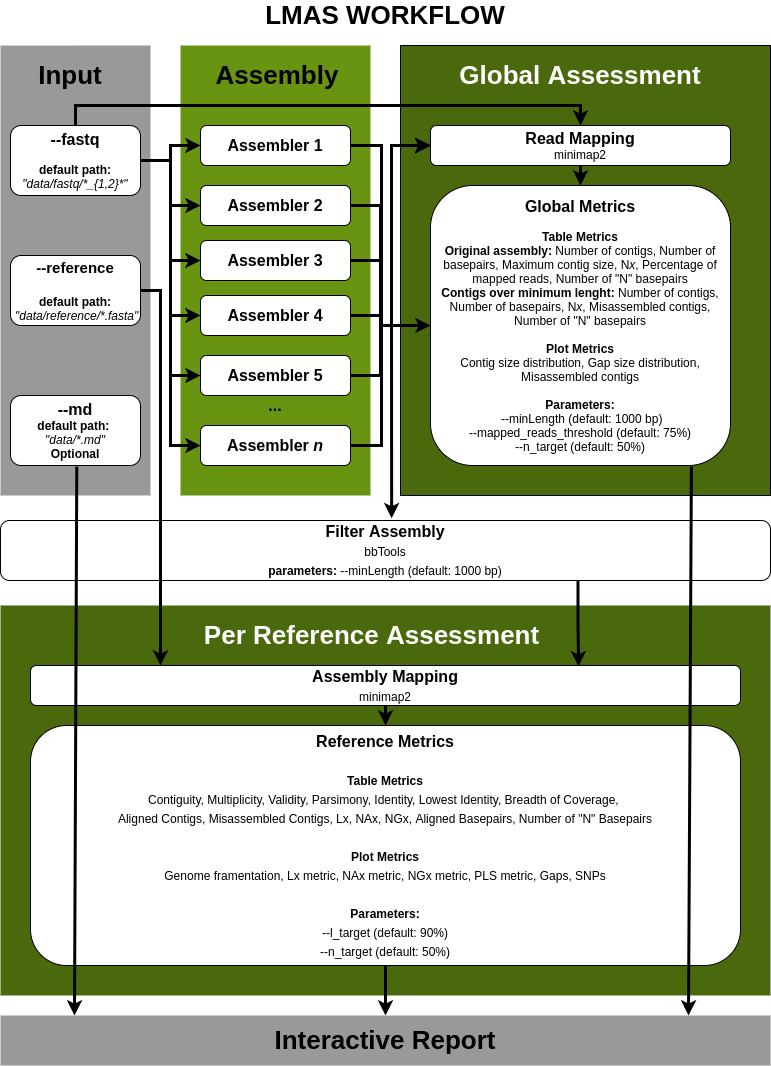 LMAS WORKFLOW
Input
--fastq
default path:
"data/fastq/*_{1,2}*"
--reference
default path:
"data/reference/*.fasta"
--md
default path:
"data/*.md"
Optional
Assembly
Assembler 1
Assembler 2
Assembler 3
Assembler 4
Assembler 5
...
Assembler n
Global Assessment
Read Mapping
minimap2
Global Metrics
Table Metrics
Original assembly: Number of contigs, Number of
basepairs, Maximum contig size, Nx, Percentage of
mapped reads, Number of "N" basepairs
Contigs over minimum lenght: Number of contigs,
Number of basepairs, Nx, Misassembled contigs,
Number of "N" basepairs
Plot Metrics
Contig size distribution, Gap size distribution,
Misassembled contigs
Parameters:
--minLength (default: 1000 bp)
--mapped_reads_threshold (default: 75%)
--n_target (default: 50%)
Filter Assembly
bbTools
parameters: --minLength (default: 1000 bp)
Per Reference Assessment
Assembly Mapping
minimap2
Reference Metrics
Table Metrics
Contiguity, Multiplicity, Validity, Parsimony, Identity, Lowest Identity, Breadth of Coverage,
Aligned Contigs, Misassembled Contigs, Lx, NAx, NGx, Aligned Basepairs, Number of "N" Basepairs
Plot Metrics
Genome framentation, Lx metric, NAx metric, NGx metric, PLS metric, Gaps, SNPs
Parameters:
--l_target (default: 90%)
--n_target (default: 50%)
Interactive Report